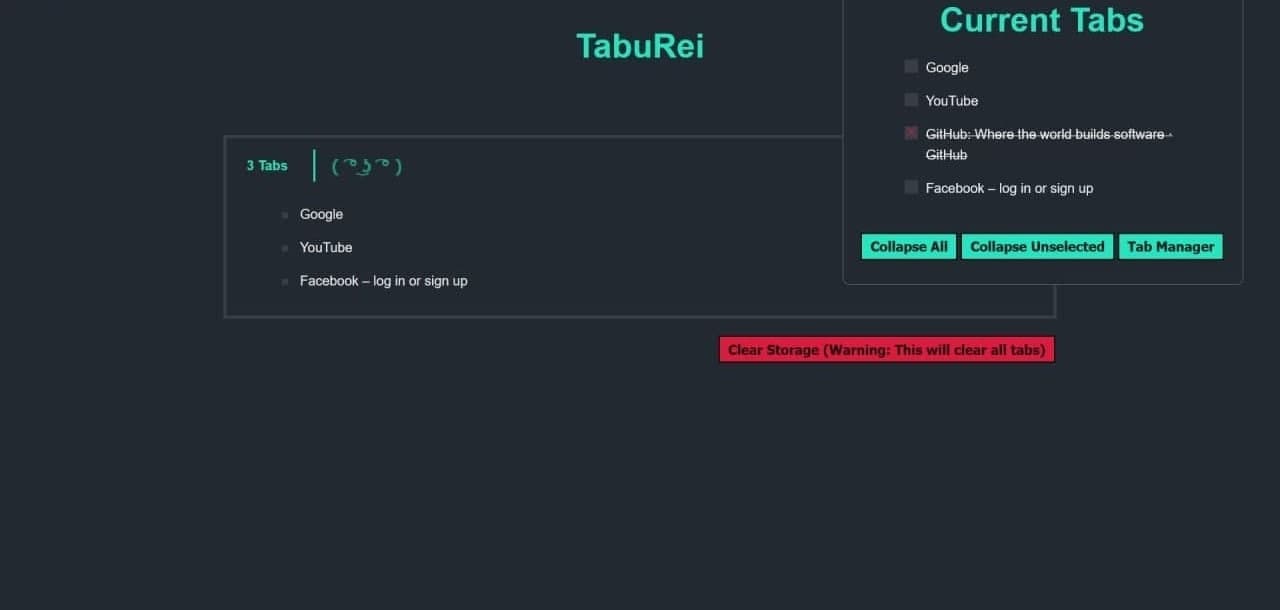 TabuRei
3 Tabs
( ͡° ͜ʖ ͡° )
Google
YouTube
Facebook – log in or sign up
Clear Storage (Warning: This will clear all tabs)
Current Tabs
Google
YouTube
GitHub: Where the world builds software ·
GitHub
Facebook – log in or sign up
Collapse All
Collapse Unselected
Tab Manager